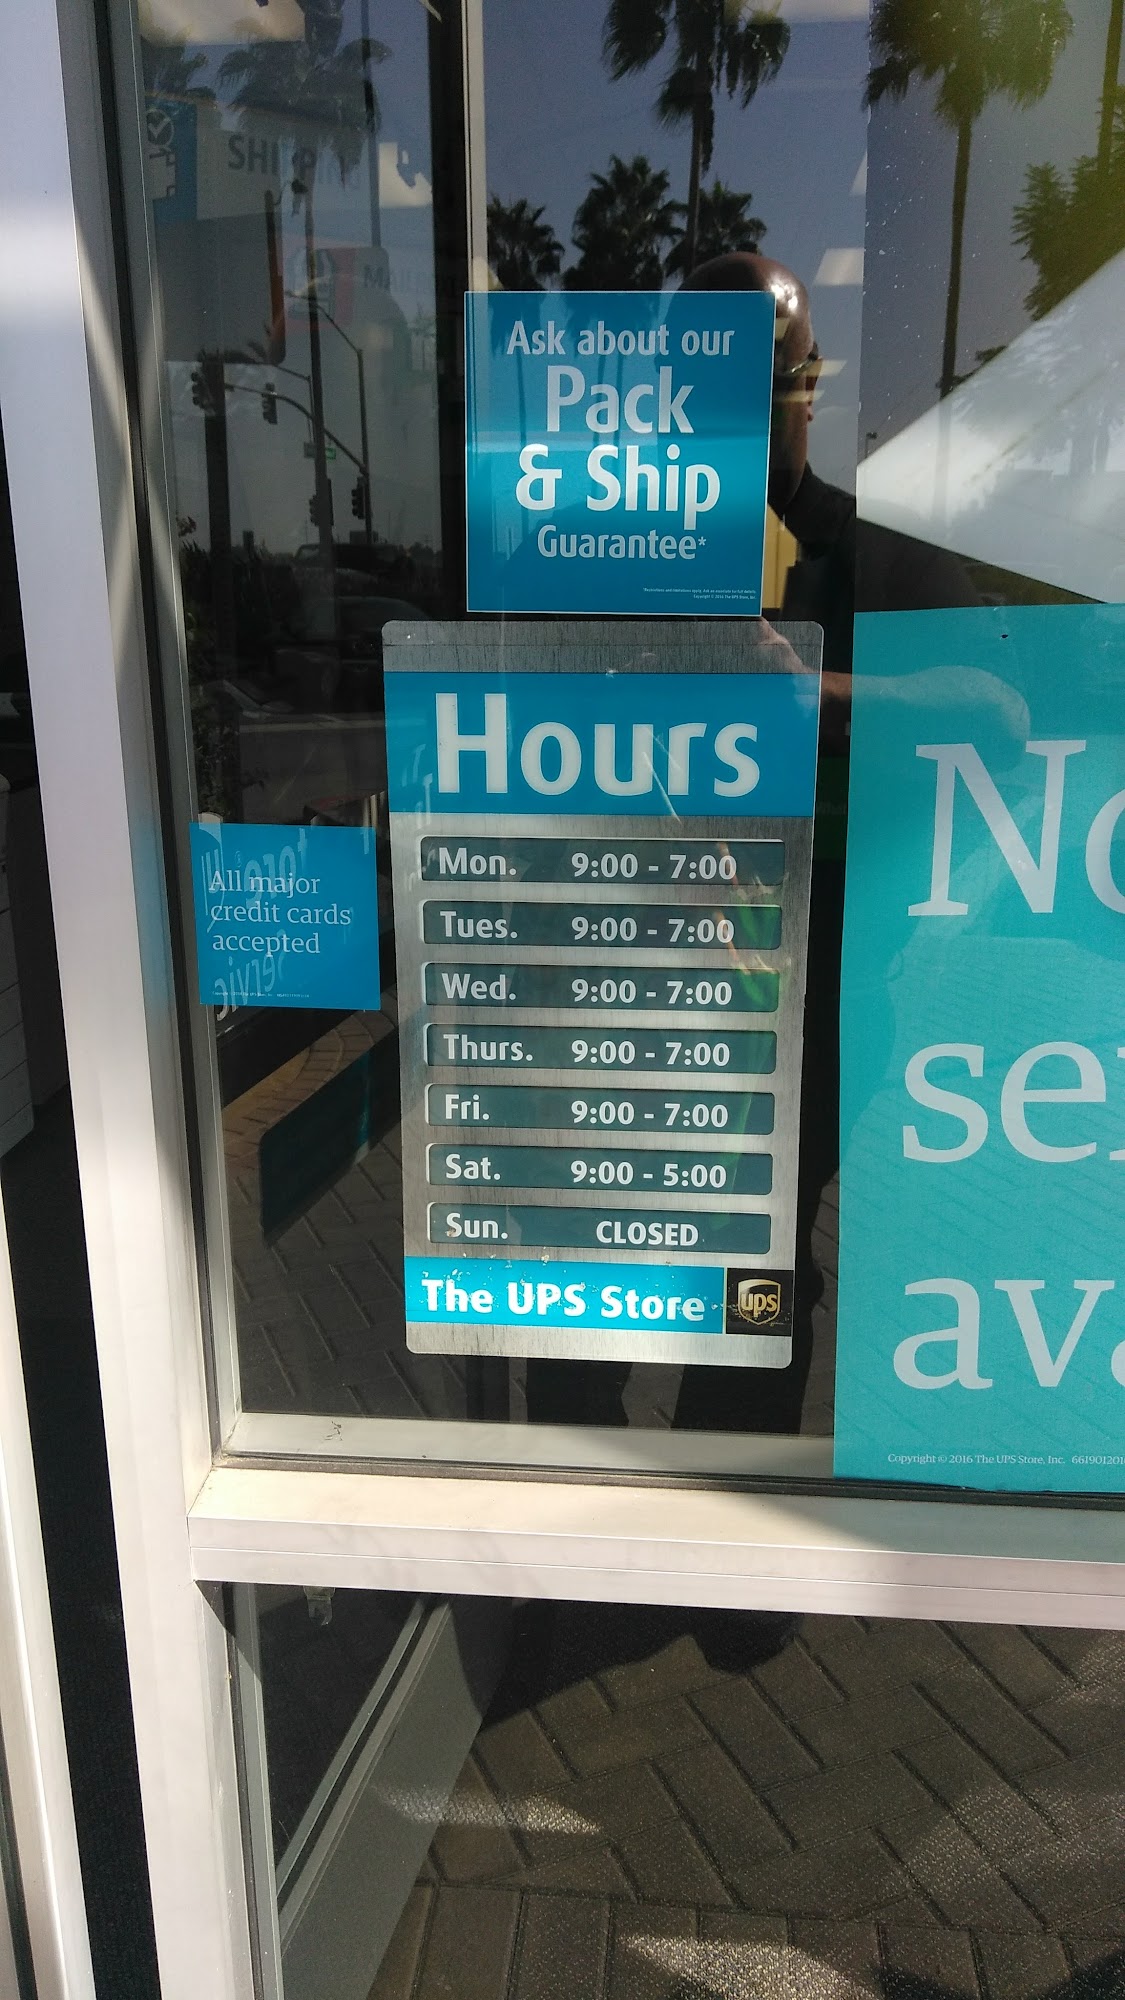 SHIPPING
Ask about our
Pack
& Ship
Guarantee*
Hours
Mon. 9:00 - 7:00
Tues. 9:00 - 7:00
Wed. 9:00 - 7:00
Thurs. 9:00 - 7:00
Fri. 9:00 - 7:00
Sat. 9:00 - 5:00
Sun. CLOSED
The UPS Store ups
All major
credit cards
accepted
No
se
av
Copyright © 2016 The UPS Store, Inc. 661901201